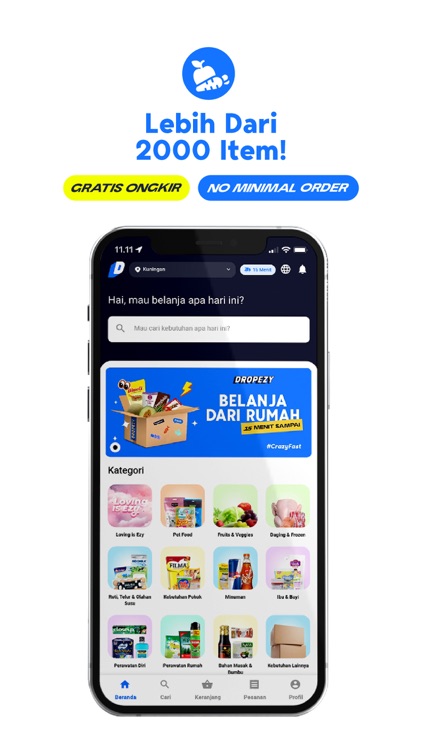 Lebih Dari
2000 Item!
GRATIS ONGKIR
NO MINIMAL ORDER
11.11
Kuningan
15 Menit
Hai, mau belanja apa hari ini?
Mau cari kebutuhan apa hari ini?
DROPEZY
BELANJA
DARI RUMAH
15 MENIT SAMPAI
#CrazyFast
Kategori
Loving is Ezy
Pet Food
Fruits & Veggies
Daging & Frozen
Roti, Telur & Olahan
Susu
Kebutuhan Pokok
Minuman
Ibu & Bayi
Perawatan Diri
Perawatan Rumah
Bahan Masak &
Bumbu
Kebutuhan Lainnya
Beranda
Cari
Keranjang
Pesanan
Profil